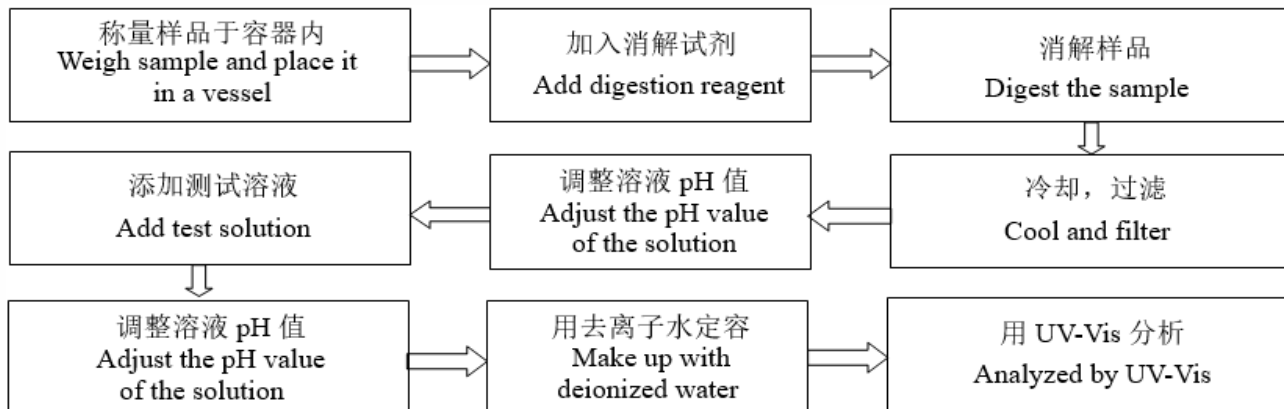 称量样品于容器内
Weigh sample and place it
in a vessel
加入消解试剂
Add digestion reagent
消解样品
Digest the sample
冷却，过滤
Cool and filter
调整溶液 pH 值
Adjust the pH value
of the solution
添加测试溶液
Add test solution
调整溶液 pH 值
Adjust the pH value
of the solution
用去离子水定容
Make up with
deionized water
用 UV-Vis 分析
Analyzed by UV-Vis